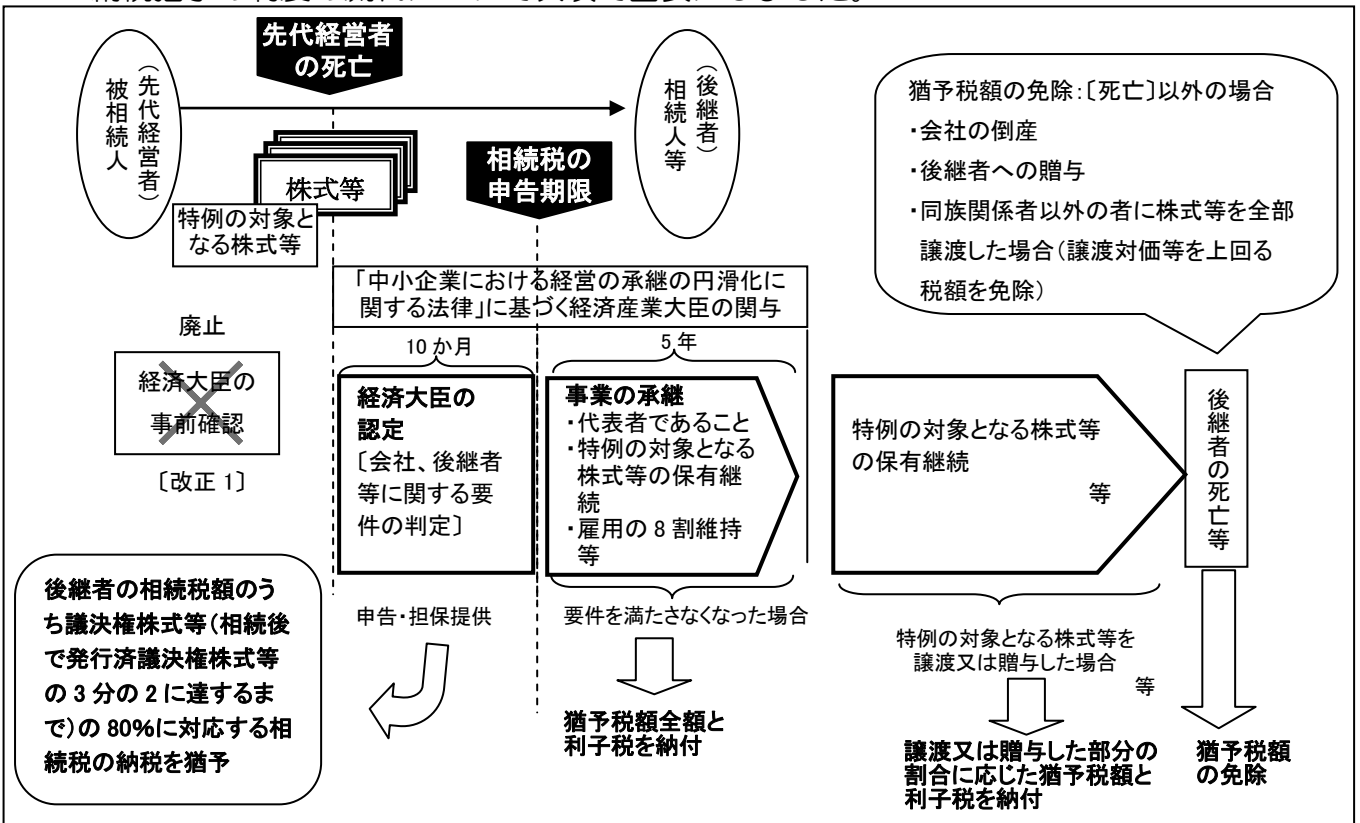 先代経営者
の死亡
(先代経営者)
被相続人
(後継者)
相続人等
株式等
特例の対象と
なる株式等
相続税の
申告期限
猶予税額の免除:〔死亡〕以外の場合
・会社の倒産
・後継者への贈与
・同族関係者以外の者に株式等を全部
譲渡した場合(譲渡対価等を上回る
税額を免除)
「中小企業における経営の承継の円滑化に
関する法律」に基づく経済産業大臣の関与
廃止
経済大臣の
事前確認
〔改正 1〕
10 か月
経済大臣の
認定
〔会社、後継者
等に関する要
件の判定〕
5 年
事業の承継
・代表者であること
・特例の対象となる
株式等の保有継
続
・雇用の 8 割維持
等
特例の対象となる株式等
の保有継続
等
後継者の死亡等
後継者の相続税額のう
ち議決権株式等(相続後
で発行済議決権株式等
の 3 分の 2 に達するま
で)の 80%に対応する相
続税の納税を猶予
申告・担保提供
要件を満たさなくなった場合
猶予税額全額と
利子税を納付
特例の対象となる株式等を
譲渡又は贈与した場合
等
譲渡又は贈与した部分の
割合に応じた猶予税額と
利子税を納付
猶予税額
の免除